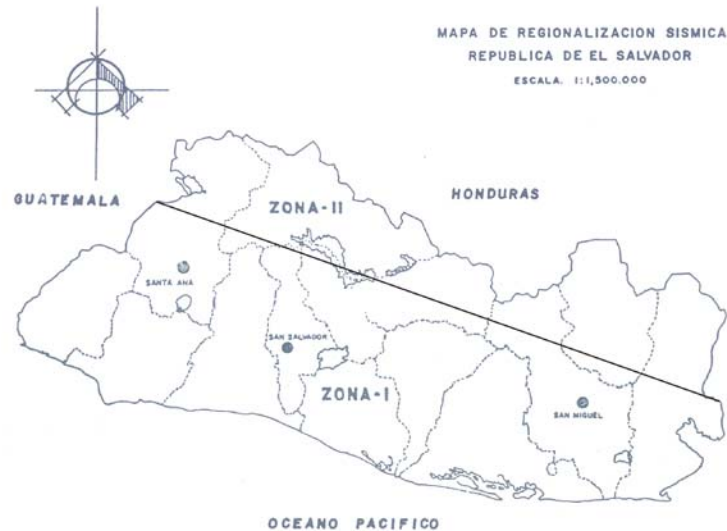 MAPA DE REGIONALIZACION SISMICA
REPUBLICA DE EL SALVADOR
ESCALA. 1:1,500.000
GUATEMALA
HONDURAS
ZONA-II
SANTA ANA
SAN SALVADOR
ZONA-I
SAN MIGUEL
OCEANO PACIFICO